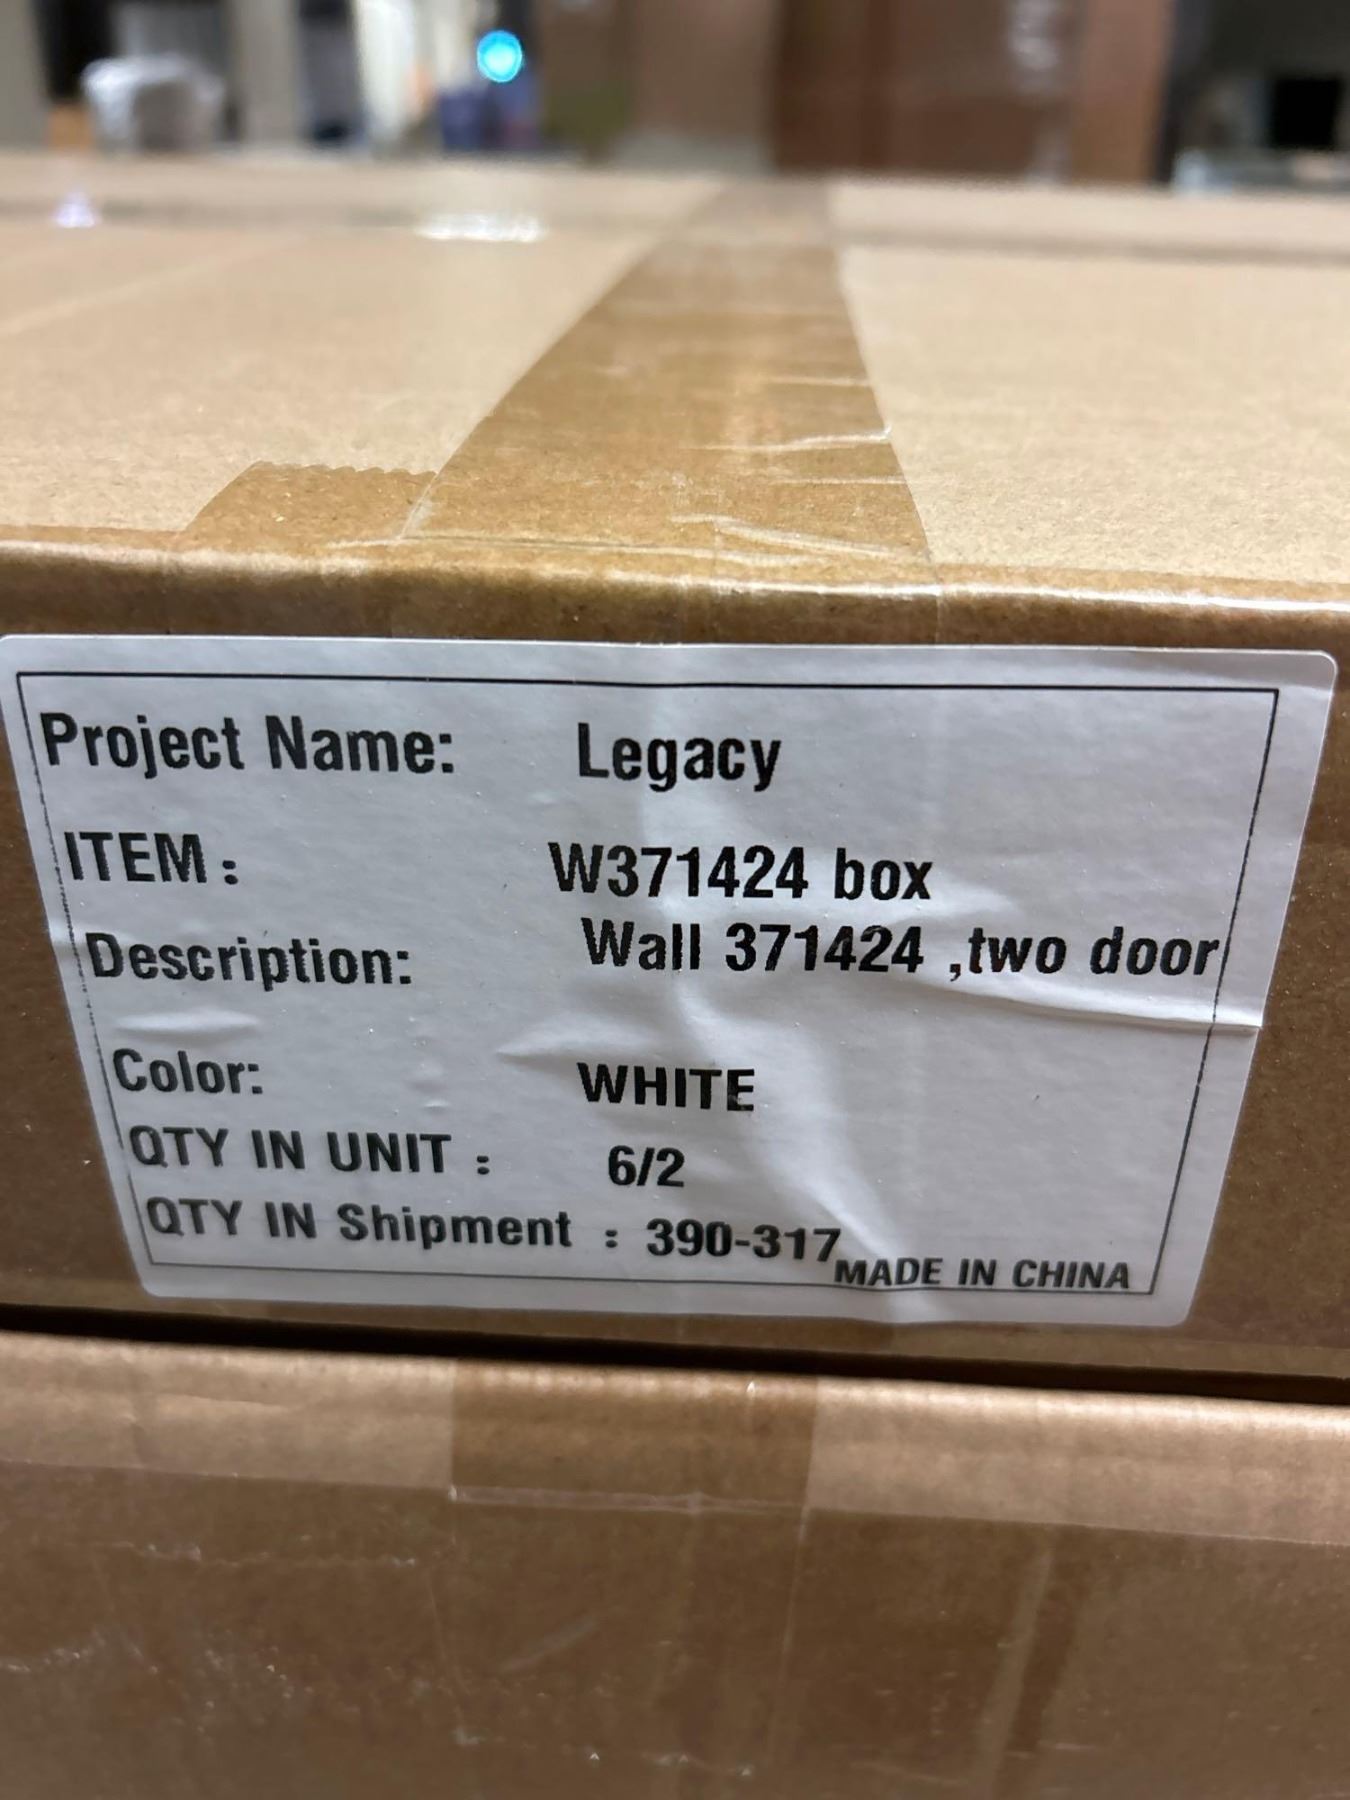 Project Name: Legacy
ITEM : W371424 box
Description: Wall 371424 ,two door
Color: WHITE
QTY IN UNIT : 6/2
QTY IN Shipment : 390-317
MADE IN CHINA